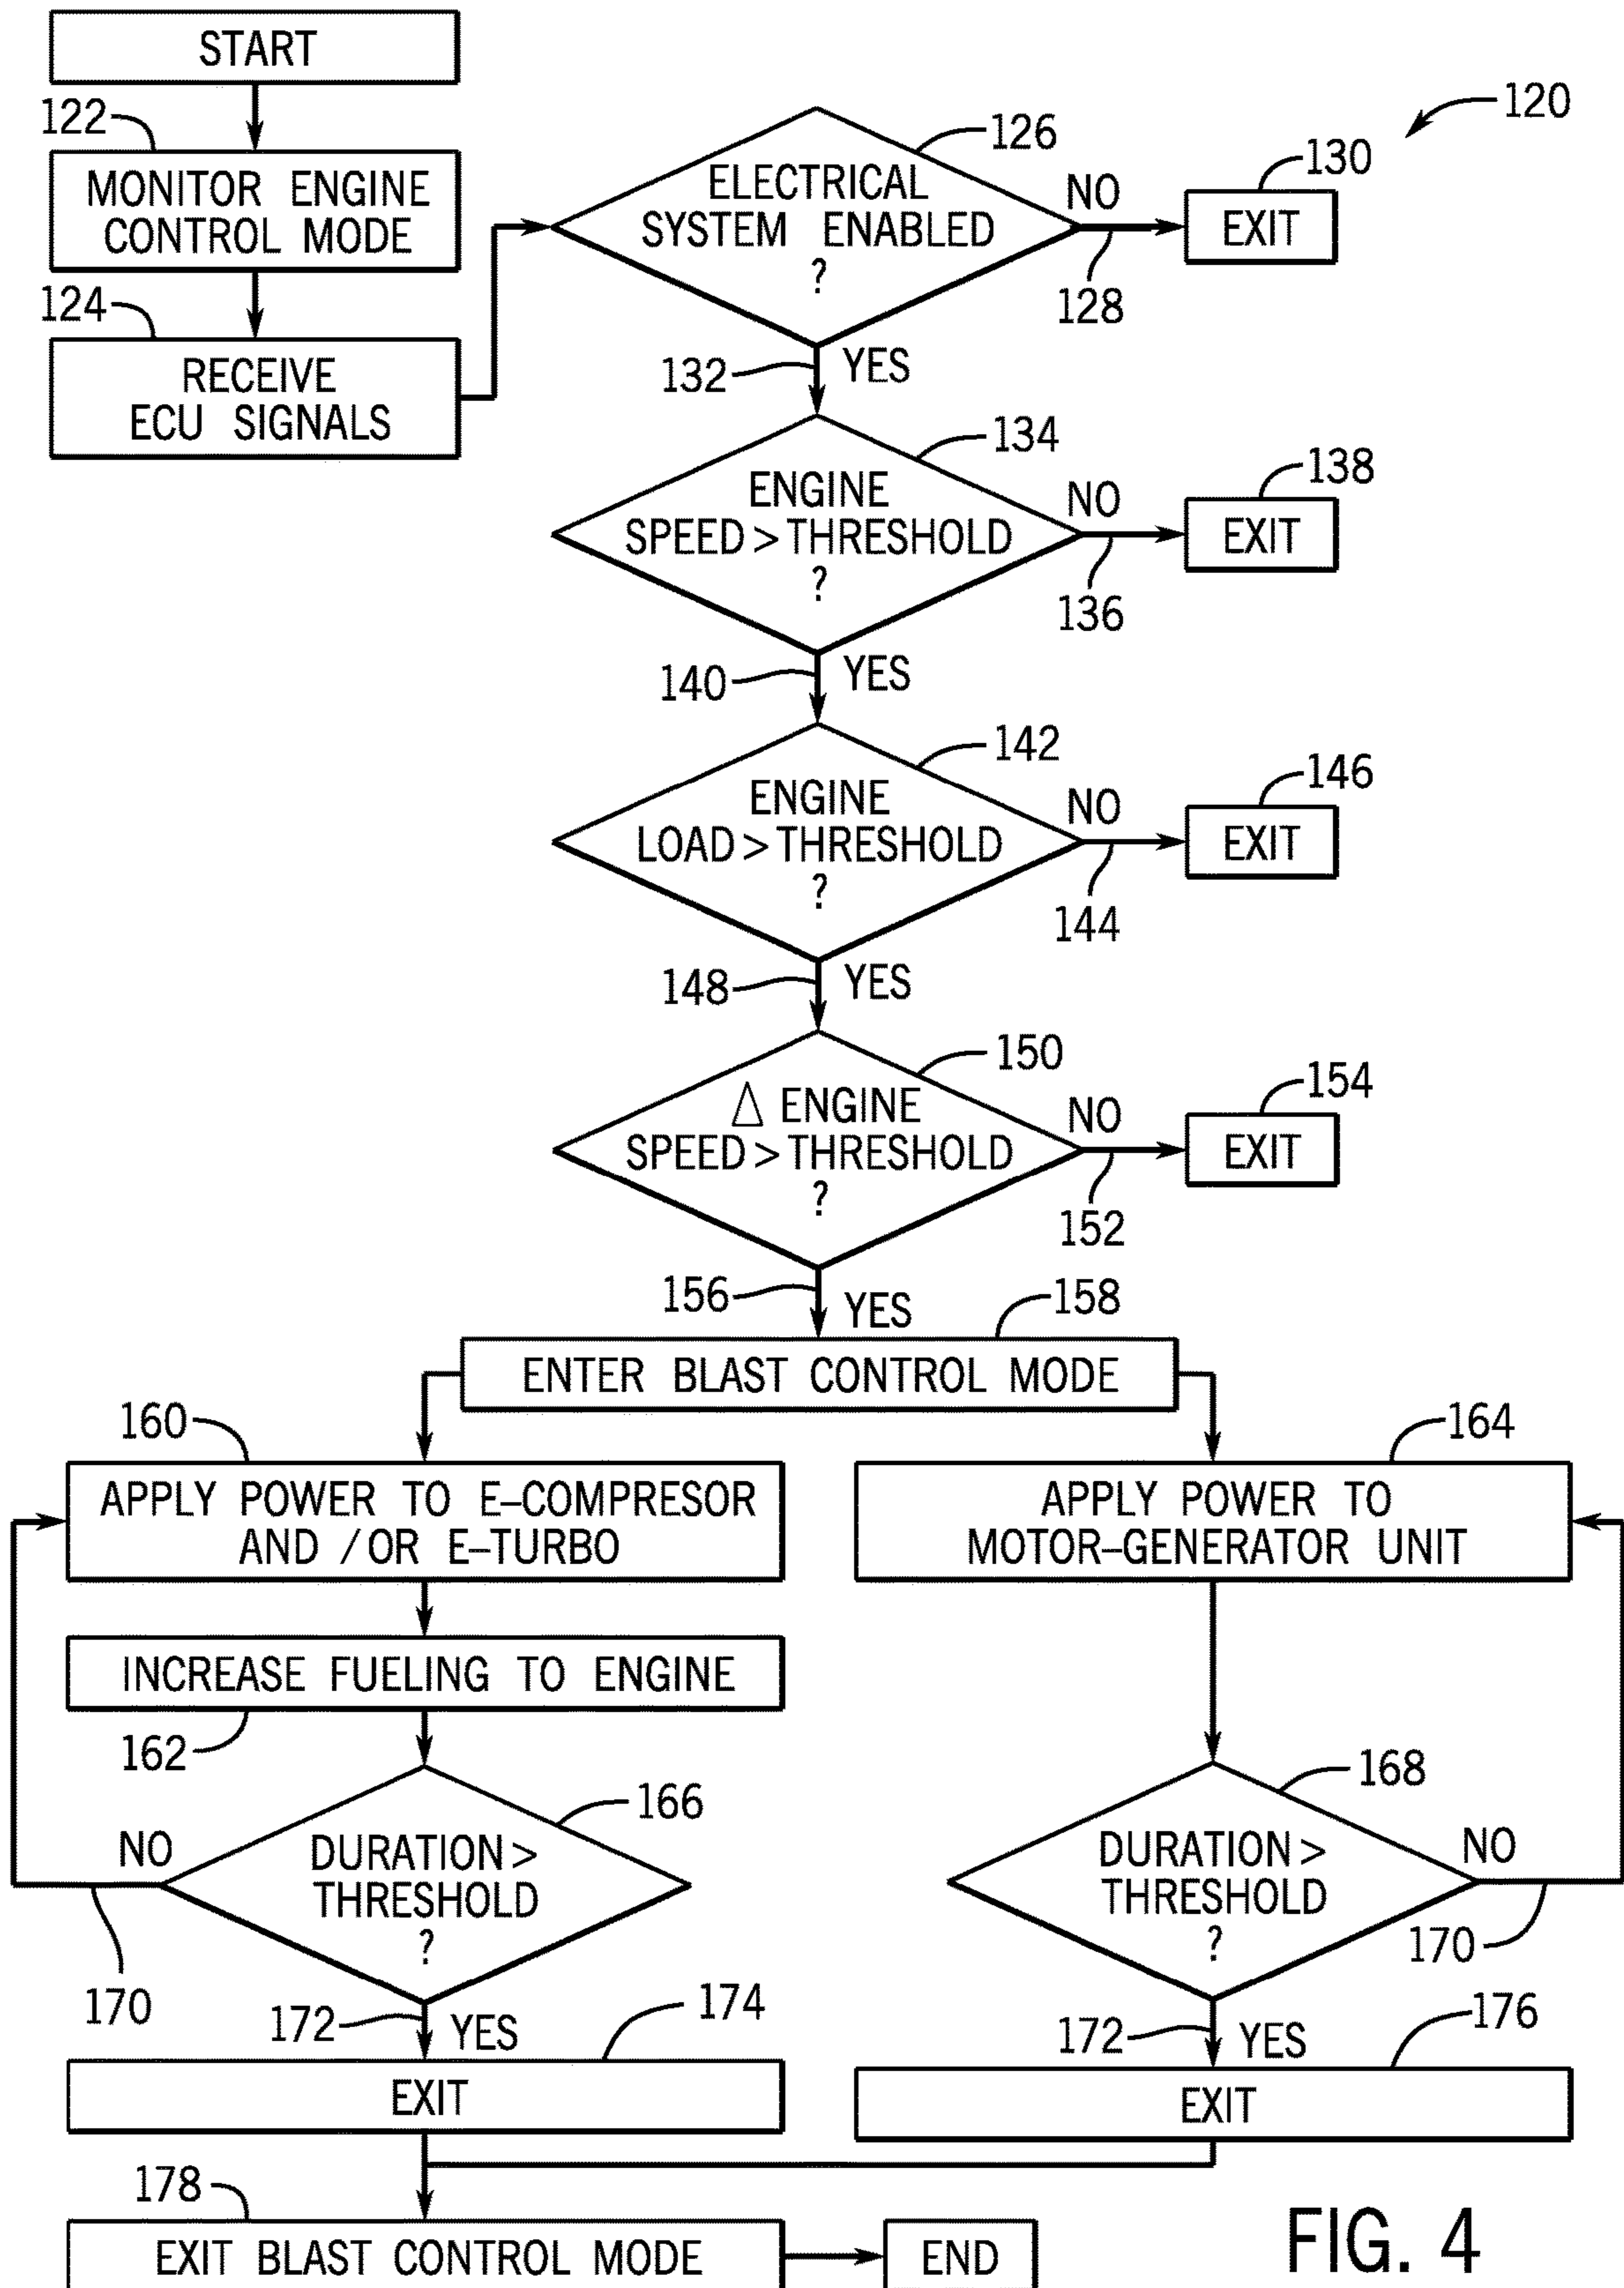 START
120
122
126
130
MONITOR ENGINE
CONTROL MODE
ELECTRICAL
SYSTEM ENABLED
?
NO
EXIT
128
124
RECEIVE
ECU SIGNALS
132
YES
134
138
ENGINE
SPEED > THRESHOLD
?
NO
EXIT
136
140
YES
142
146
ENGINE
LOAD > THRESHOLD
?
NO
EXIT
144
148
YES
150
154
Δ ENGINE
SPEED > THRESHOLD
?
NO
EXIT
152
156
YES
158
ENTER BLAST CONTROL MODE
160
164
APPLY POWER TO E-COMPRESOR
AND /OR E-TURBO
APPLY POWER TO
MOTOR-GENERATOR UNIT
INCREASE FUELING TO ENGINE
162
166
168
NO
DURATION >
THRESHOLD
?
DURATION >
THRESHOLD
?
NO
170
170
172
YES
174
172
YES
176
EXIT
EXIT
178
EXIT BLAST CONTROL MODE
END
FIG. 4